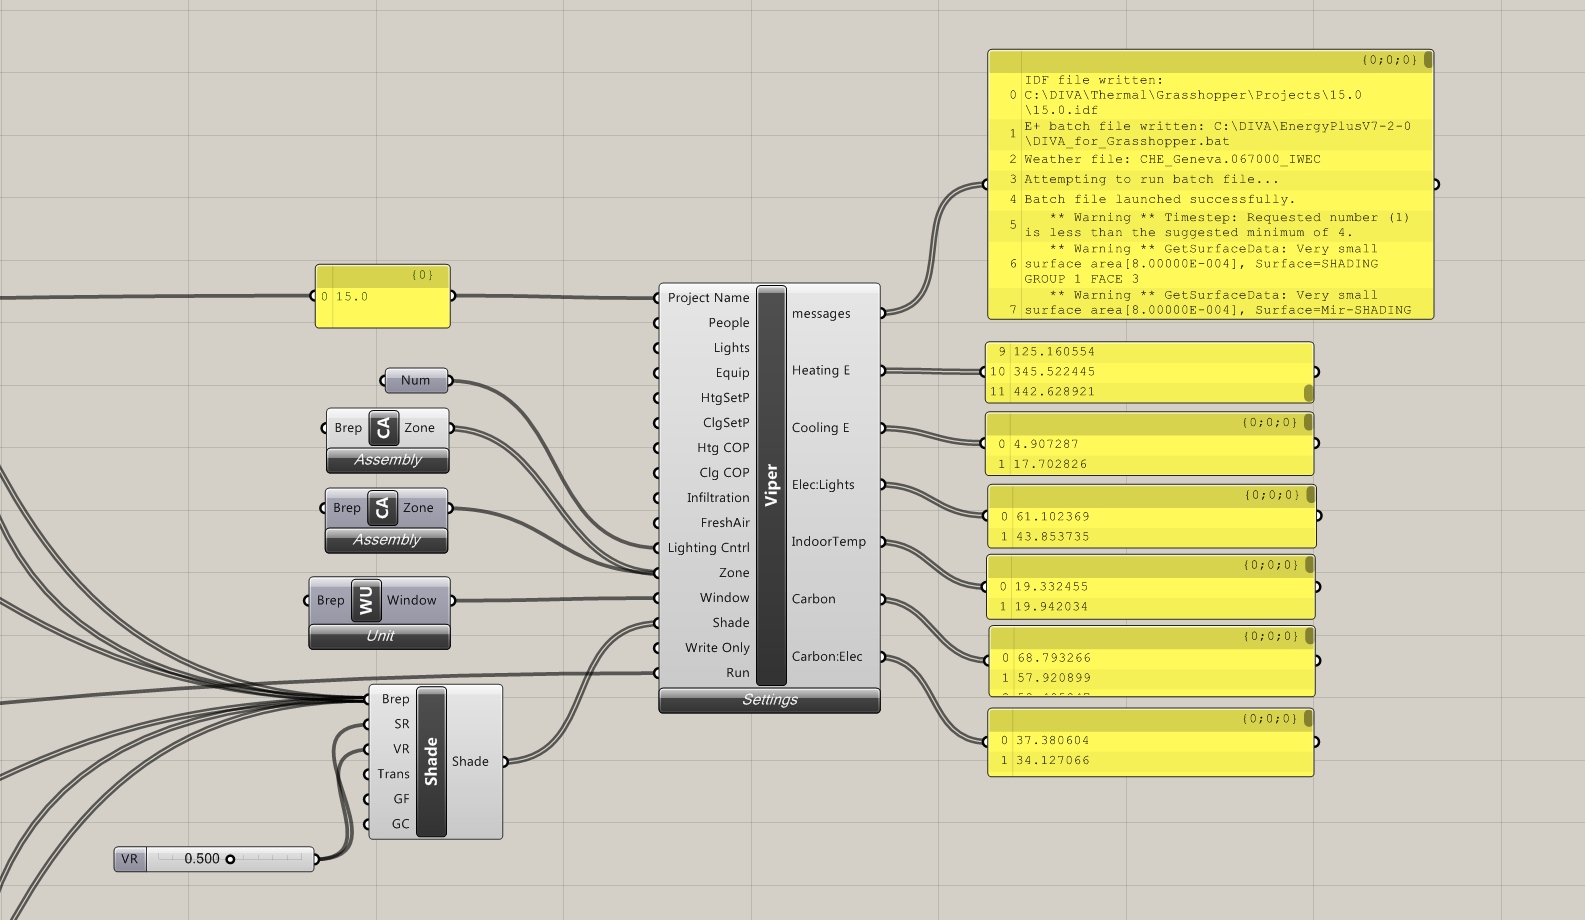 {0;0;0}
IDF file written:
0 C:\DIVA\Thermal\Grasshopper\Projects\15.0
\15.0.idf
1 E+ batch file written: C:\DIVA\EnergyPlusV7-2-0
\DIVA_for_Grasshopper.bat
2 Weather file: CHE_Geneva.067000_IWEC
3 Attempting to run batch file...
4 Batch file launched successfully.
5 ** Warning ** Timestep: Requested number (1)
is less than the suggested minimum of 4.
6 ** Warning ** GetSurfaceData: Very small
surface area[8.00000E-004], Surface=SHADING
GROUP 1 FACE 3
7 ** Warning ** GetSurfaceData: Very small
surface area[8.00000E-004], Surface=Mir-SHADING
{0}
0 15.0
Num
Brep CA Zone
Assembly
Brep CA Zone
Assembly
Brep WU Window
Unit
Project Name
People
Lights
Equip
HtgSetP
ClgSetP
Htg COP
Clg COP
Infiltration
FreshAir
Lighting Cntrl
Zone
Window
Shade
Write Only
Run
Viper
messages
Heating E
Cooling E
Elec:Lights
IndoorTemp
Carbon
Carbon:Elec
Settings
9 125.160554
10 345.522445
11 442.628921
{0;0;0}
0 4.907287
1 17.702826
{0;0;0}
0 61.102369
1 43.853735
{0;0;0}
0 19.332455
1 19.942034
{0;0;0}
0 68.793266
1 57.920899
{0;0;0}
0 37.380604
1 34.127066
Brep
SR
VR
Trans
GF
GC
Shade
Shade
VR 0.500